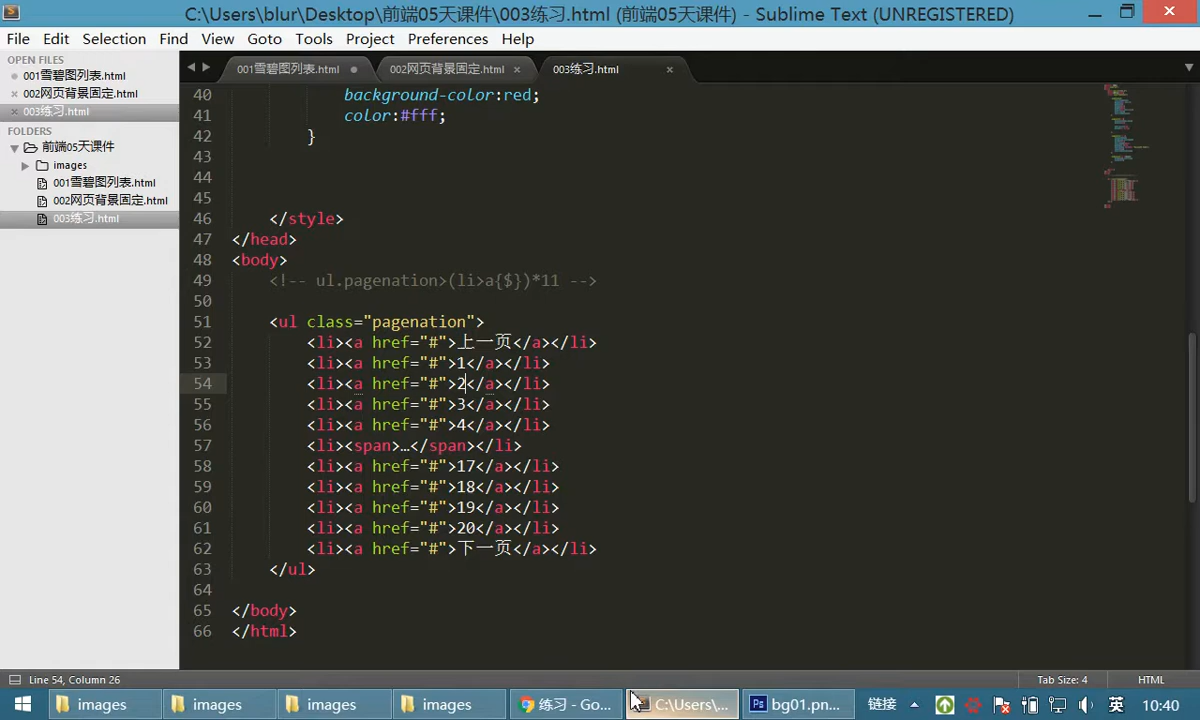 C:\Users\blur\Desktop\前端05天课件\003练习.html (前端05天课件) - Sublime Text (UNREGISTERED)
File Edit Selection Find View Goto Tools Project Preferences Help
OPEN FILES
001雪碧图列表.html
002网页背景固定.html
003练习.html
FOLDERS
前端05天课件
images
001雪碧图列表.html
002网页背景固定.html
003练习.html
001雪碧图列表.html 002网页背景固定.html 003练习.html
40 background-color:red;
41 color:#fff;
42 }
43
44
45
46 </style>
47 </head>
48 <body>
49 <!-- ul.pagenation>(li>a{$})*11 -->
50
51 <ul class="pagenation">
52 <li><a href="#">上一页</a></li>
53 <li><a href="#">1</a></li>
54 <li><a href="#">2</a></li>
55 <li><a href="#">3</a></li>
56 <li><a href="#">4</a></li>
57 <li><span>…</span></li>
58 <li><a href="#">17</a></li>
59 <li><a href="#">18</a></li>
60 <li><a href="#">19</a></li>
61 <li><a href="#">20</a></li>
62 <li><a href="#">下一页</a></li>
63 </ul>
64
65 </body>
66 </html>
Line 54, Column 26 Tab Size: 4 HTML
images images images images 练习 - Go... C:\Users\... bg01.pn... 链接 英 10:40